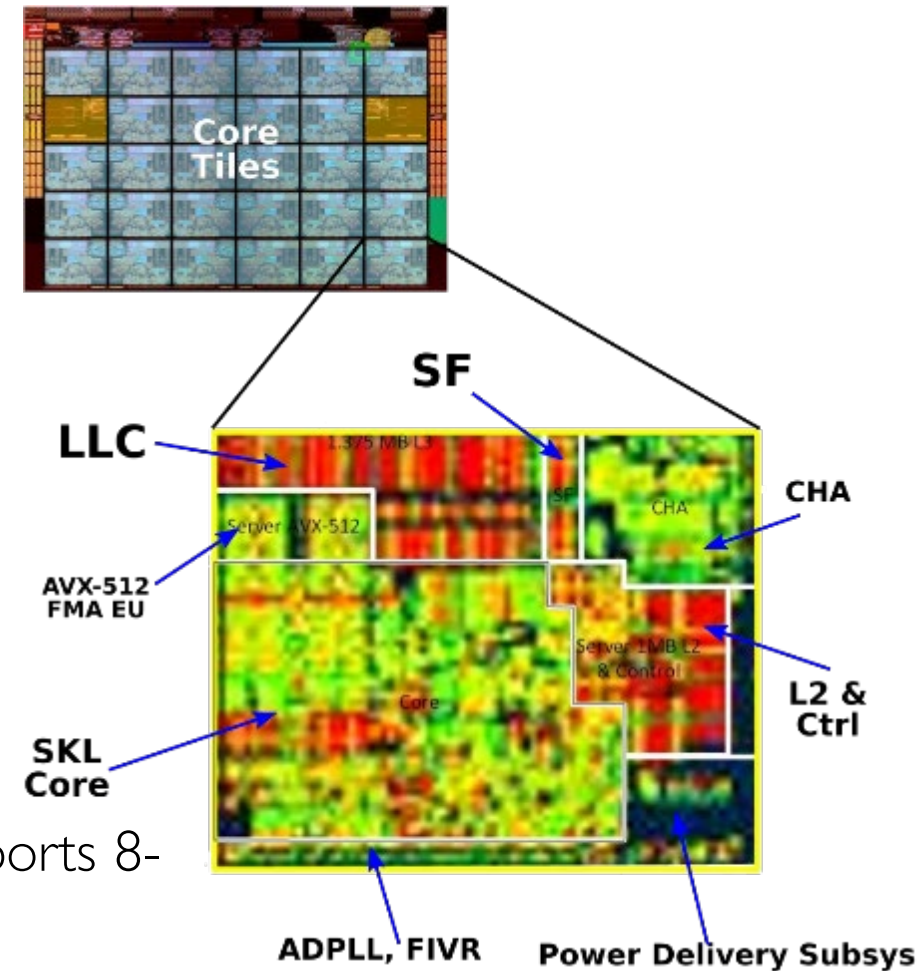 Core
Tiles
SF
LLC
1.375 MB L3
SF
CHA
CHA
Server AVX-512
AVX-512
FMA EU
Server 1MB L2
& Control
L2 &
Ctrl
Core
SKL
Core
ports 8-
ADPLL, FIVR
Power Delivery Subsys